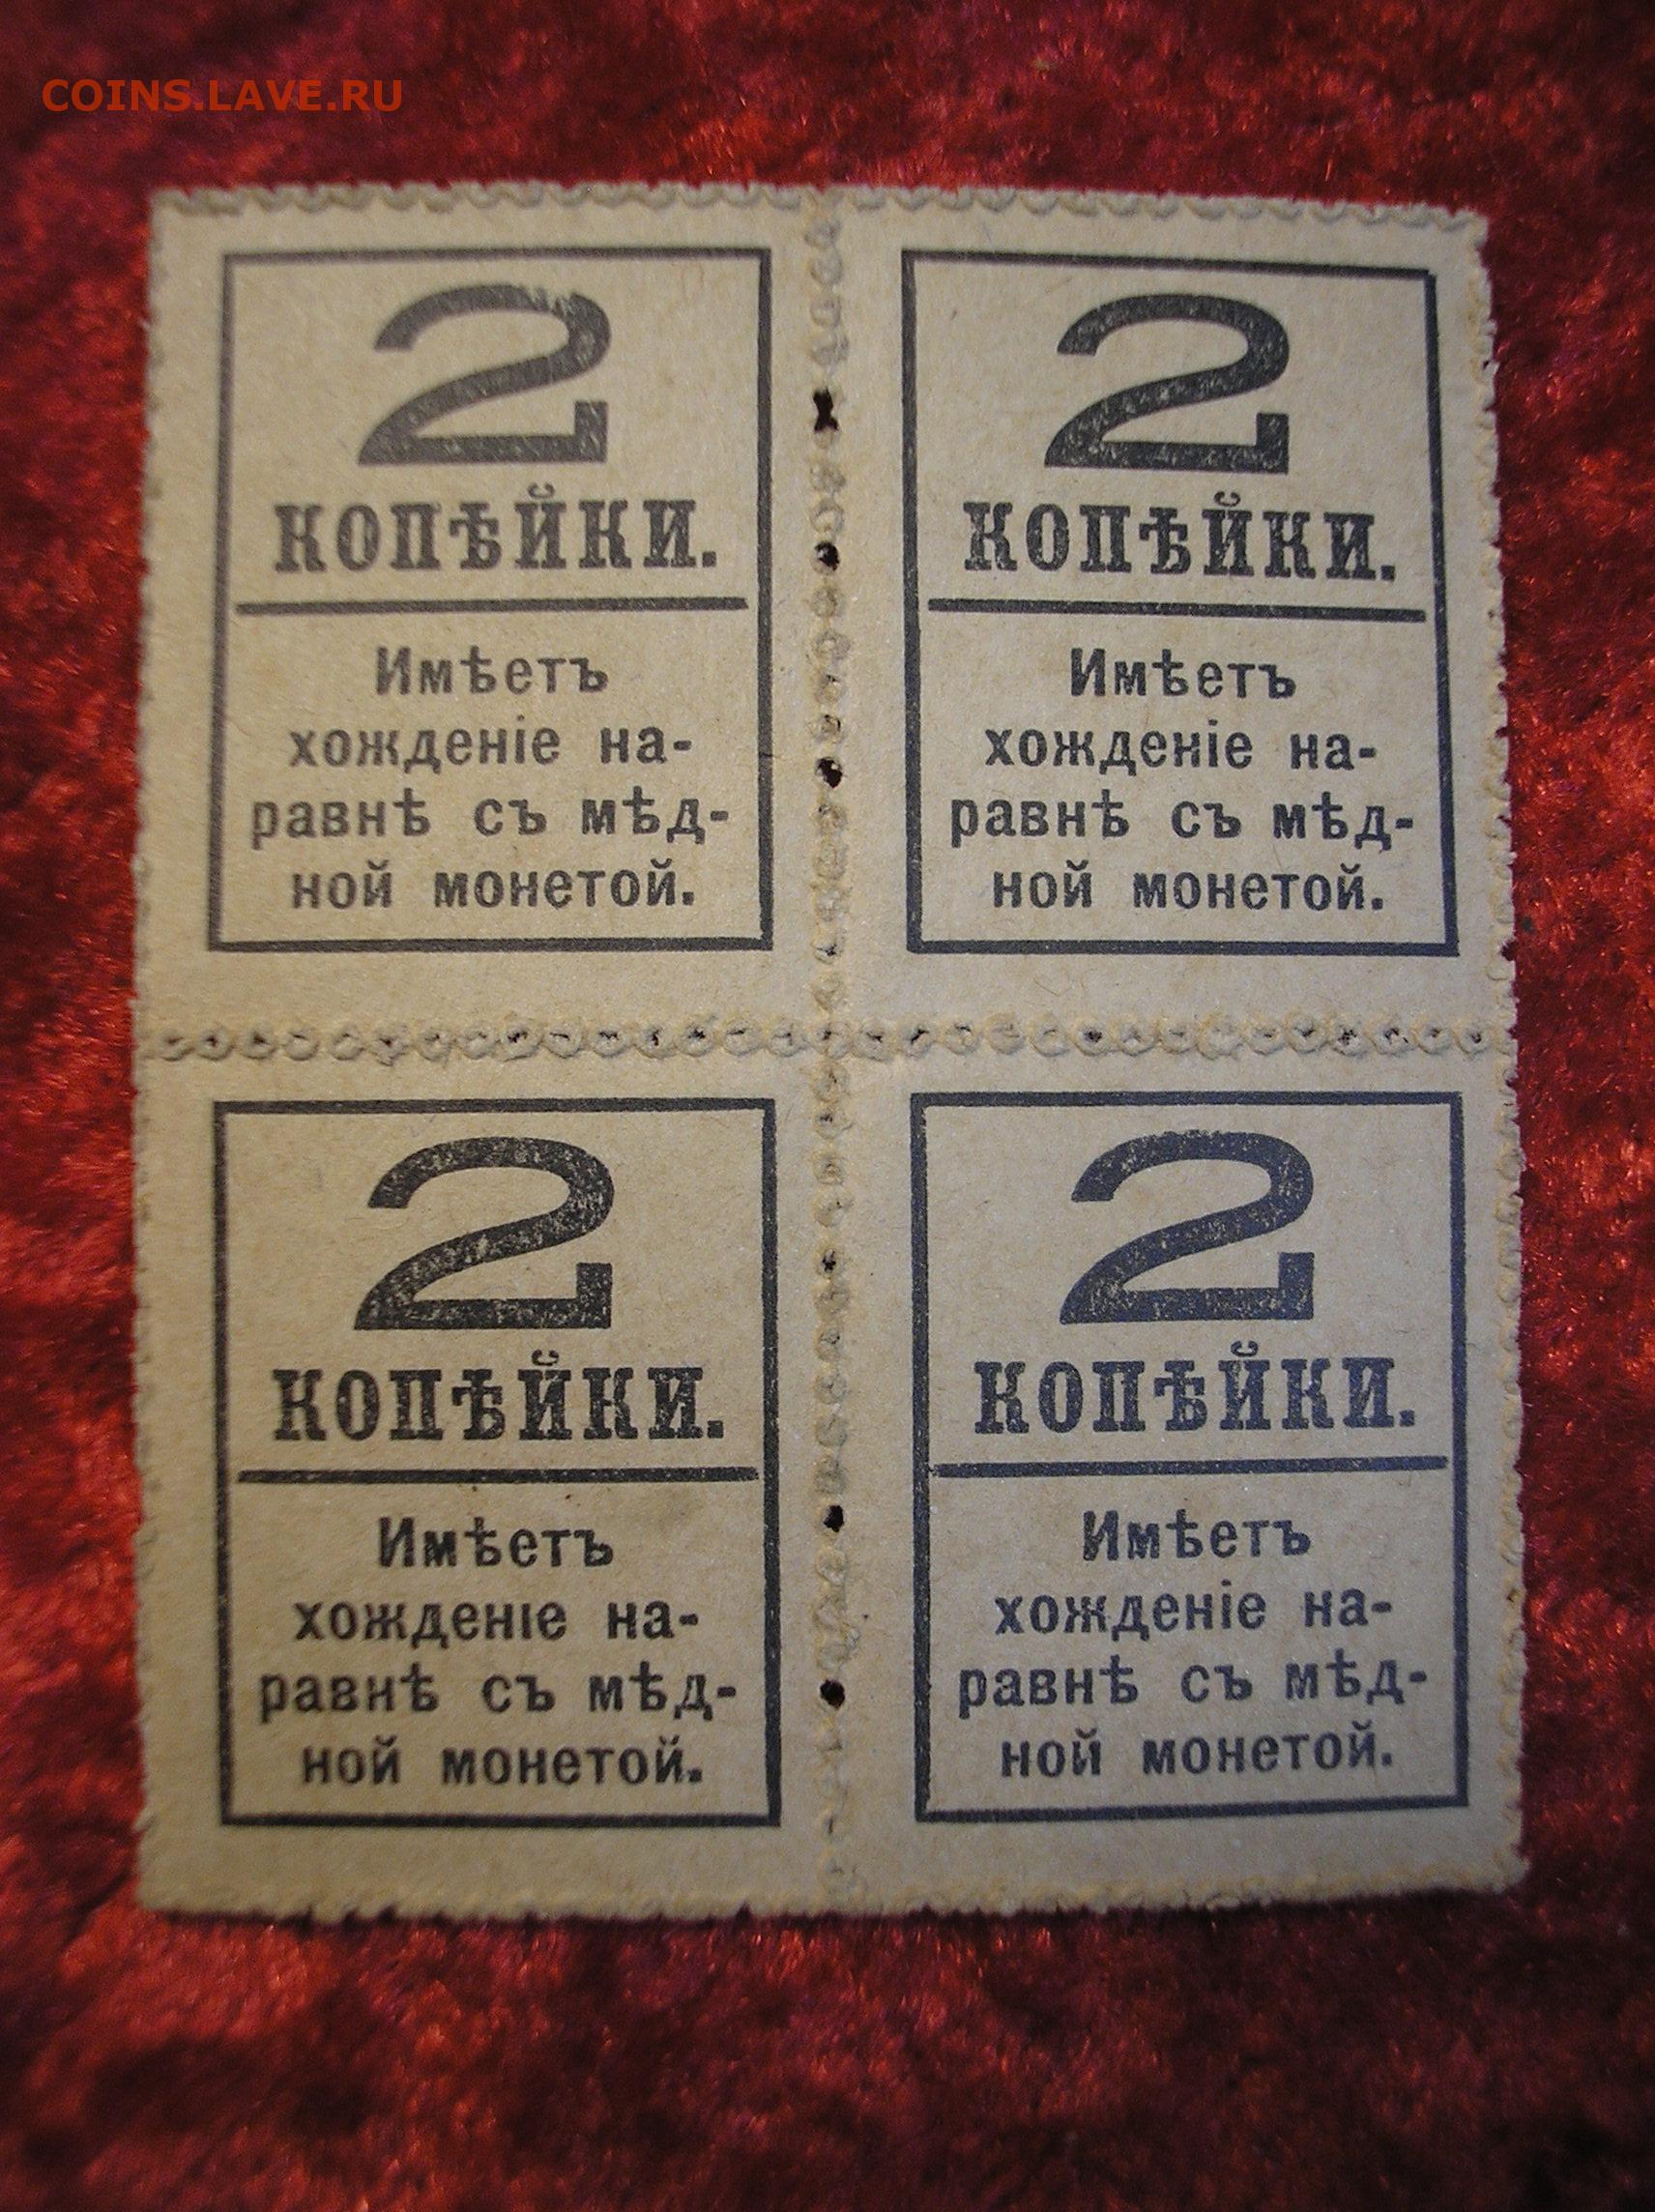 COINS.LAVE.RU
2
КОПѢЙКИ.
Имѣетъ
хожденіе на-
равнѣ съ мѣд-
ной монетой.
2
КОПѢЙКИ.
Имѣетъ
хожденіе на-
равнѣ съ мѣд-
ной монетой.
2
КОПѢЙКИ.
Имѣетъ
хожденіе на-
равнѣ съ мѣд-
ной монетой.
2
КОПѢЙКИ.
Имѣетъ
хожденіе на-
равнѣ съ мѣд-
ной монетой.